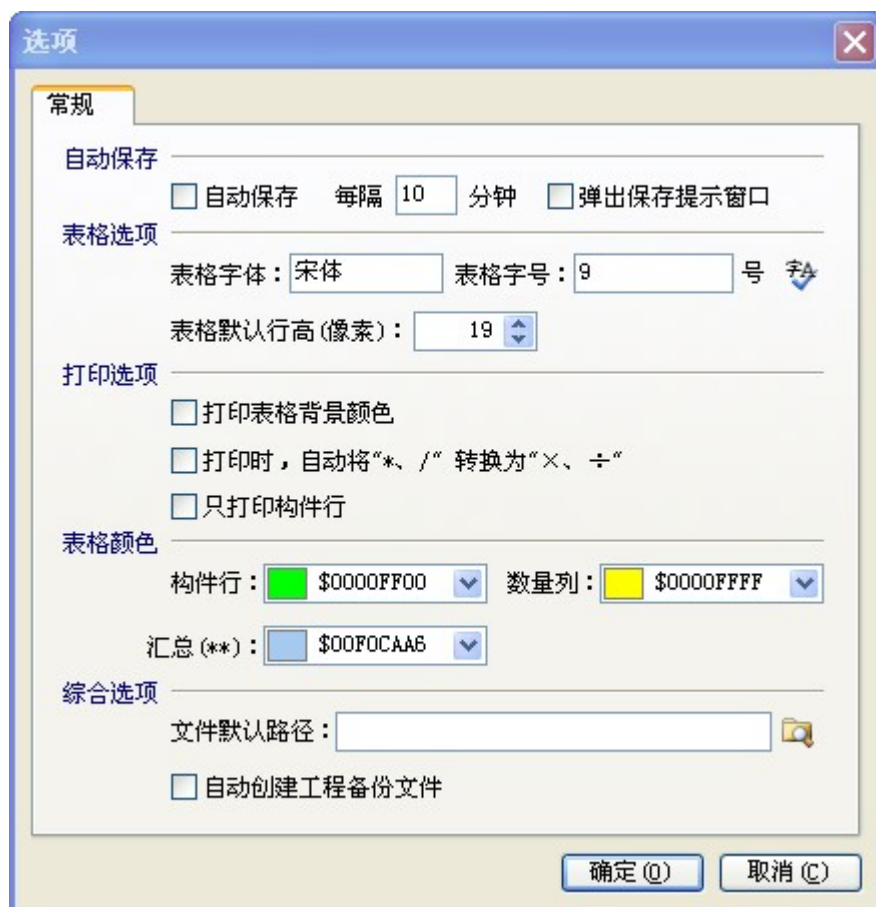 选项
常规
自动保存
自动保存 每隔 10 分钟 弹出保存提示窗口
表格选项
表格字体：宋体 表格字号：9 号 字A
表格默认行高(像素)： 19
打印选项
打印表格背景颜色
打印时，自动将"*、/" 转换为"×、÷"
只打印构件行
表格颜色
构件行： $0000FF00 数量列： $0000FFFF
汇总(**)： $00F0CAA6
综合选项
文件默认路径：
自动创建工程备份文件
确定(O) 取消(C)